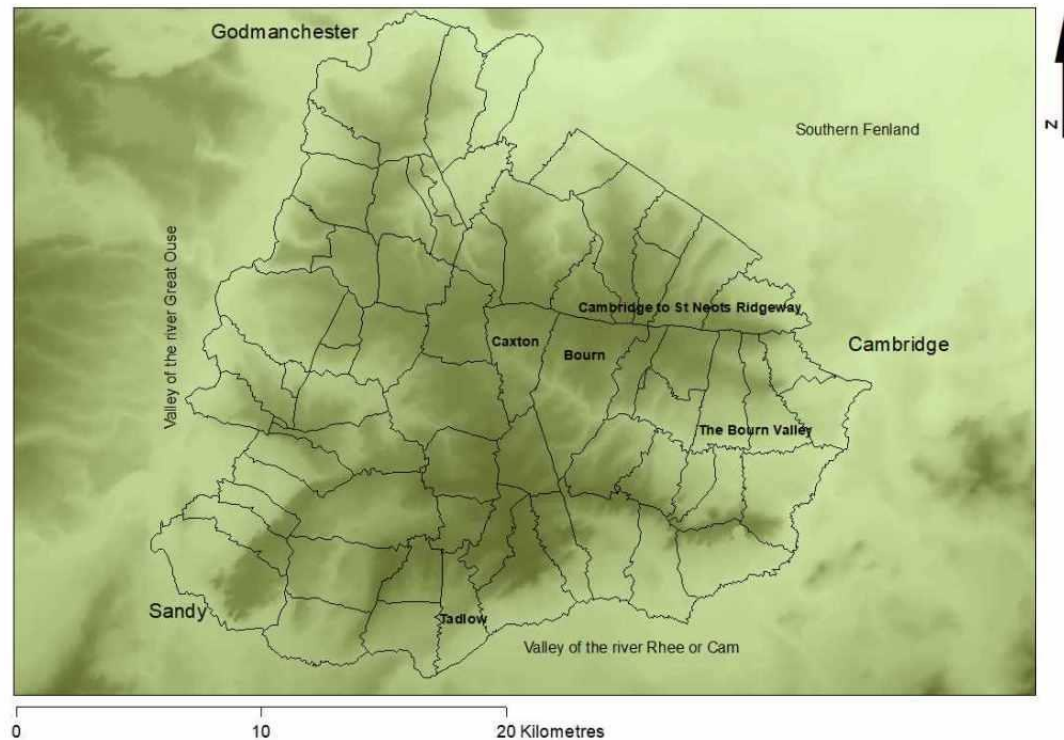 Godmanchester
Southern Fenland
N
Valley of the river Great Ouse
Cambridge to St Neots Ridgeway
Caxton
Bourn
Cambridge
The Bourn Valley
Sandy
Tadlow
Valley of the river Rhee or Cam
0 10 20 Kilometres